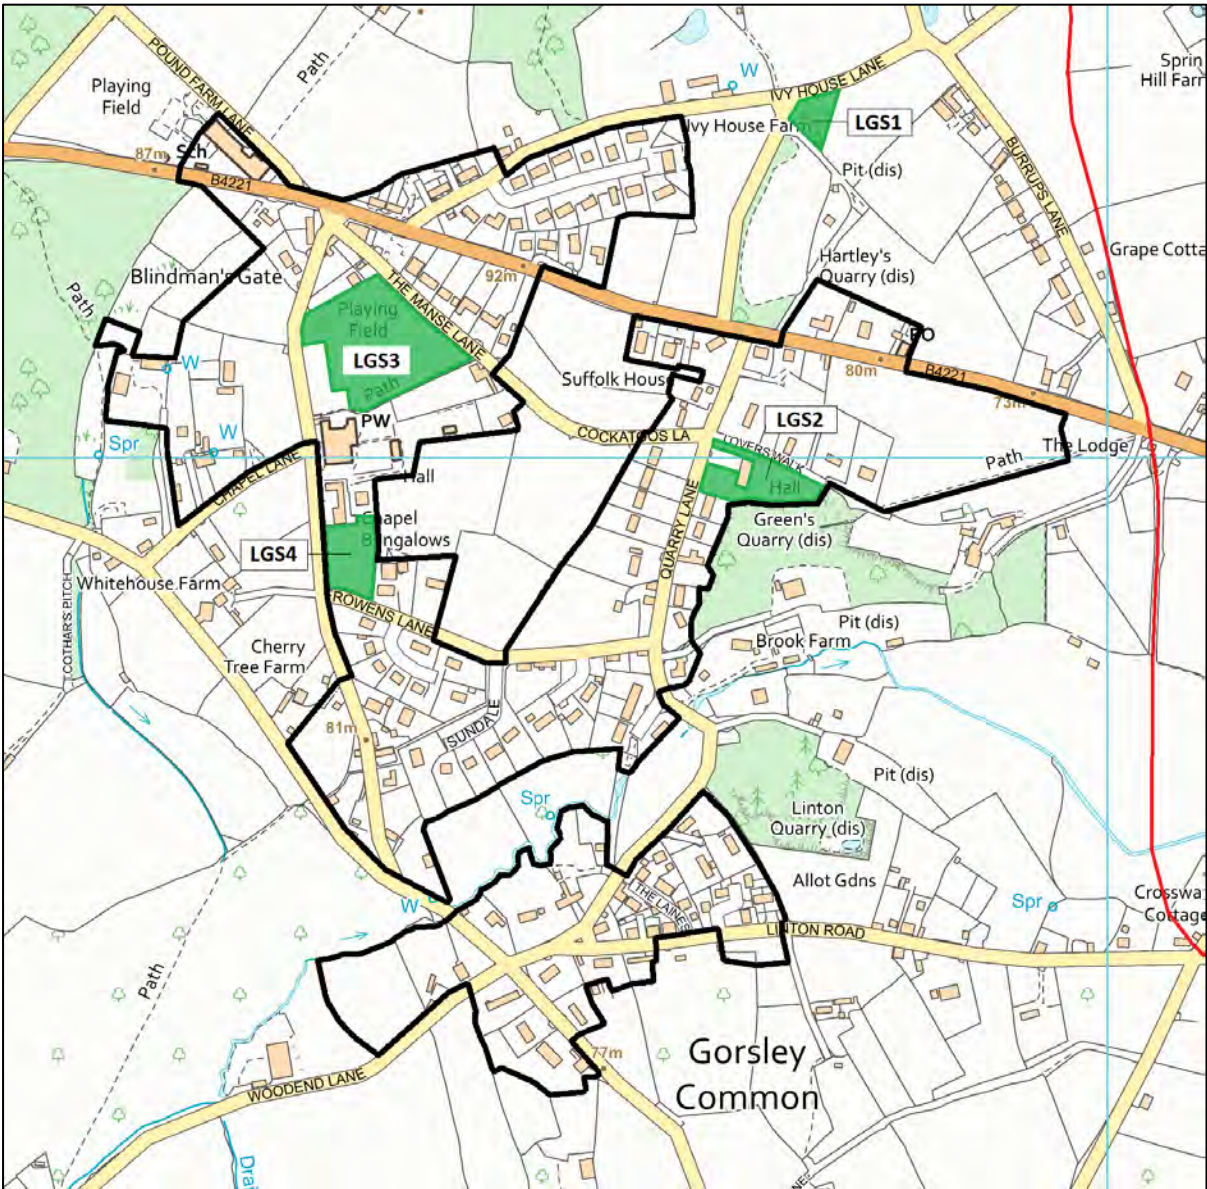 POUND FARM LANE
Path
Playing
Field
W
IVY HOUSE LANE
Sprin
Hill Farr
Ivy House Farm
LGS1
87m
Sch
B4221
Pit (dis)
BURRUPS LANE
Grape Cotta
Hartley's
Quarry (dis)
Blindman's Gate
92m
THE MANSE LANE
Path
Playing
Field
LGS3
Path
PO
80m
B4221
73m
W
Suffolk House
LGS2
PW
COCKATOOS LA
LOVERS WALK
The Lodge
Path
Spr
W
CHAPEL LANE
Hall
Hall
QUARRY LANE
Green's
Quarry (dis)
Chapel
Bungalows
LGS4
Whitehouse Farm
COTHAR'S PITCH
ROWENS LANE
Pit (dis)
Brook Farm
Cherry
Tree Farm
81m
SUNDALE
Pit (dis)
Spr
Linton
Quarry (dis)
Allot Gdns
THE LAINES
Spr
Crosswa
Cottage
W
LINTON ROAD
Path
77m
Gorsley
Common
WOODEND LANE
Drai
NE